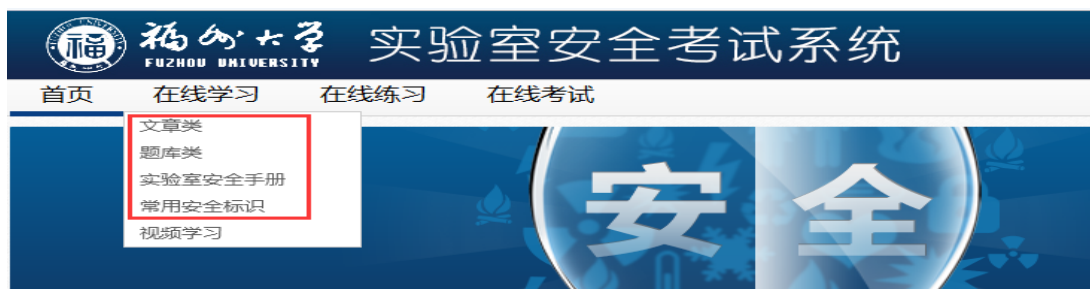 福 福州大学 实验室安全考试系统
FUZHOU UNIVERSITY
首页 在线学习 在线练习 在线考试
文章类
题库类
实验室安全手册
常用安全标识
视频学习
安全